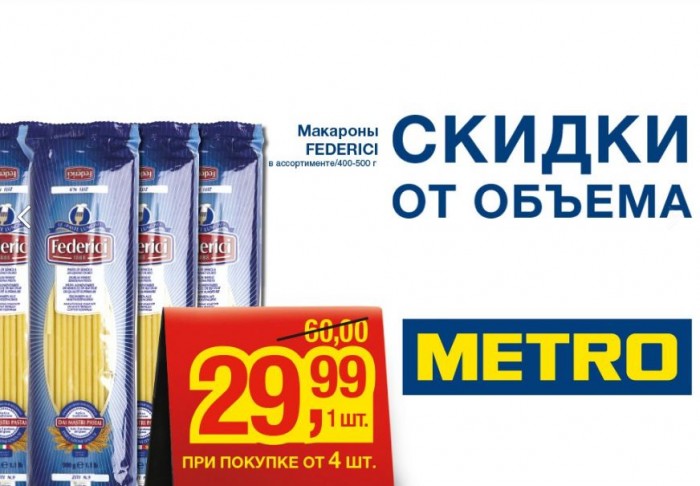 Макароны
FEDERICI
в ассортименте/400-500 г
СКИДКИ
ОТ ОБЪЕМА
Federici
60,00
29,99
1 шт.
ПРИ ПОКУПКЕ ОТ 4 ШТ.
METRO